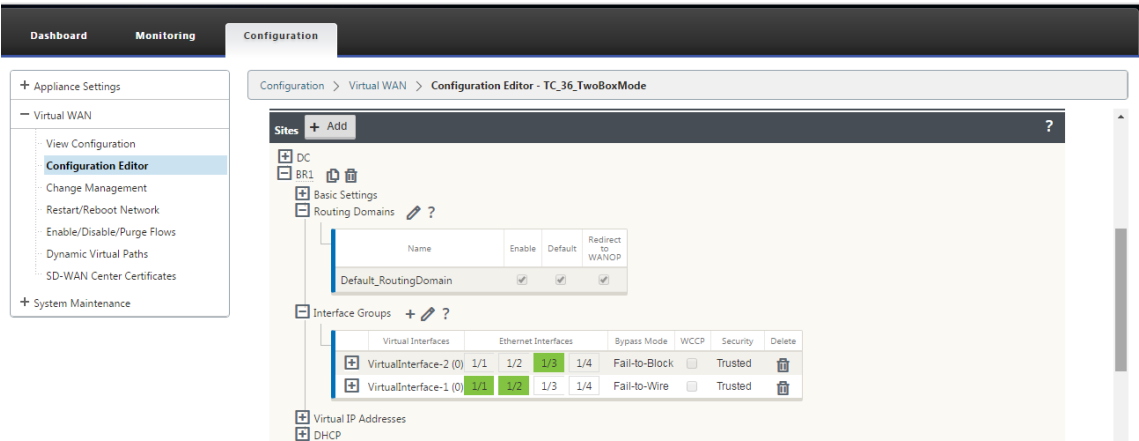 Dashboard Monitoring Configuration
+ Appliance Settings
− Virtual WAN
View Configuration
Configuration Editor
Change Management
Restart/Reboot Network
Enable/Disable/Purge Flows
Dynamic Virtual Paths
SD-WAN Center Certificates
+ System Maintenance
Configuration > Virtual WAN > Configuration Editor - TC_36_TwoBoxMode
Sites + Add ?
DC
BR1
Basic Settings
Routing Domains ?
Name Enable Default Redirect to WANOP
Default_RoutingDomain
Interface Groups + ?
Virtual Interfaces Ethernet Interfaces Bypass Mode WCCP Security Delete
VirtualInterface-2 (0) 1/1 1/2 1/3 1/4 Fail-to-Block Trusted
VirtualInterface-1 (0) 1/1 1/2 1/3 1/4 Fail-to-Wire Trusted
Virtual IP Addresses
DHCP